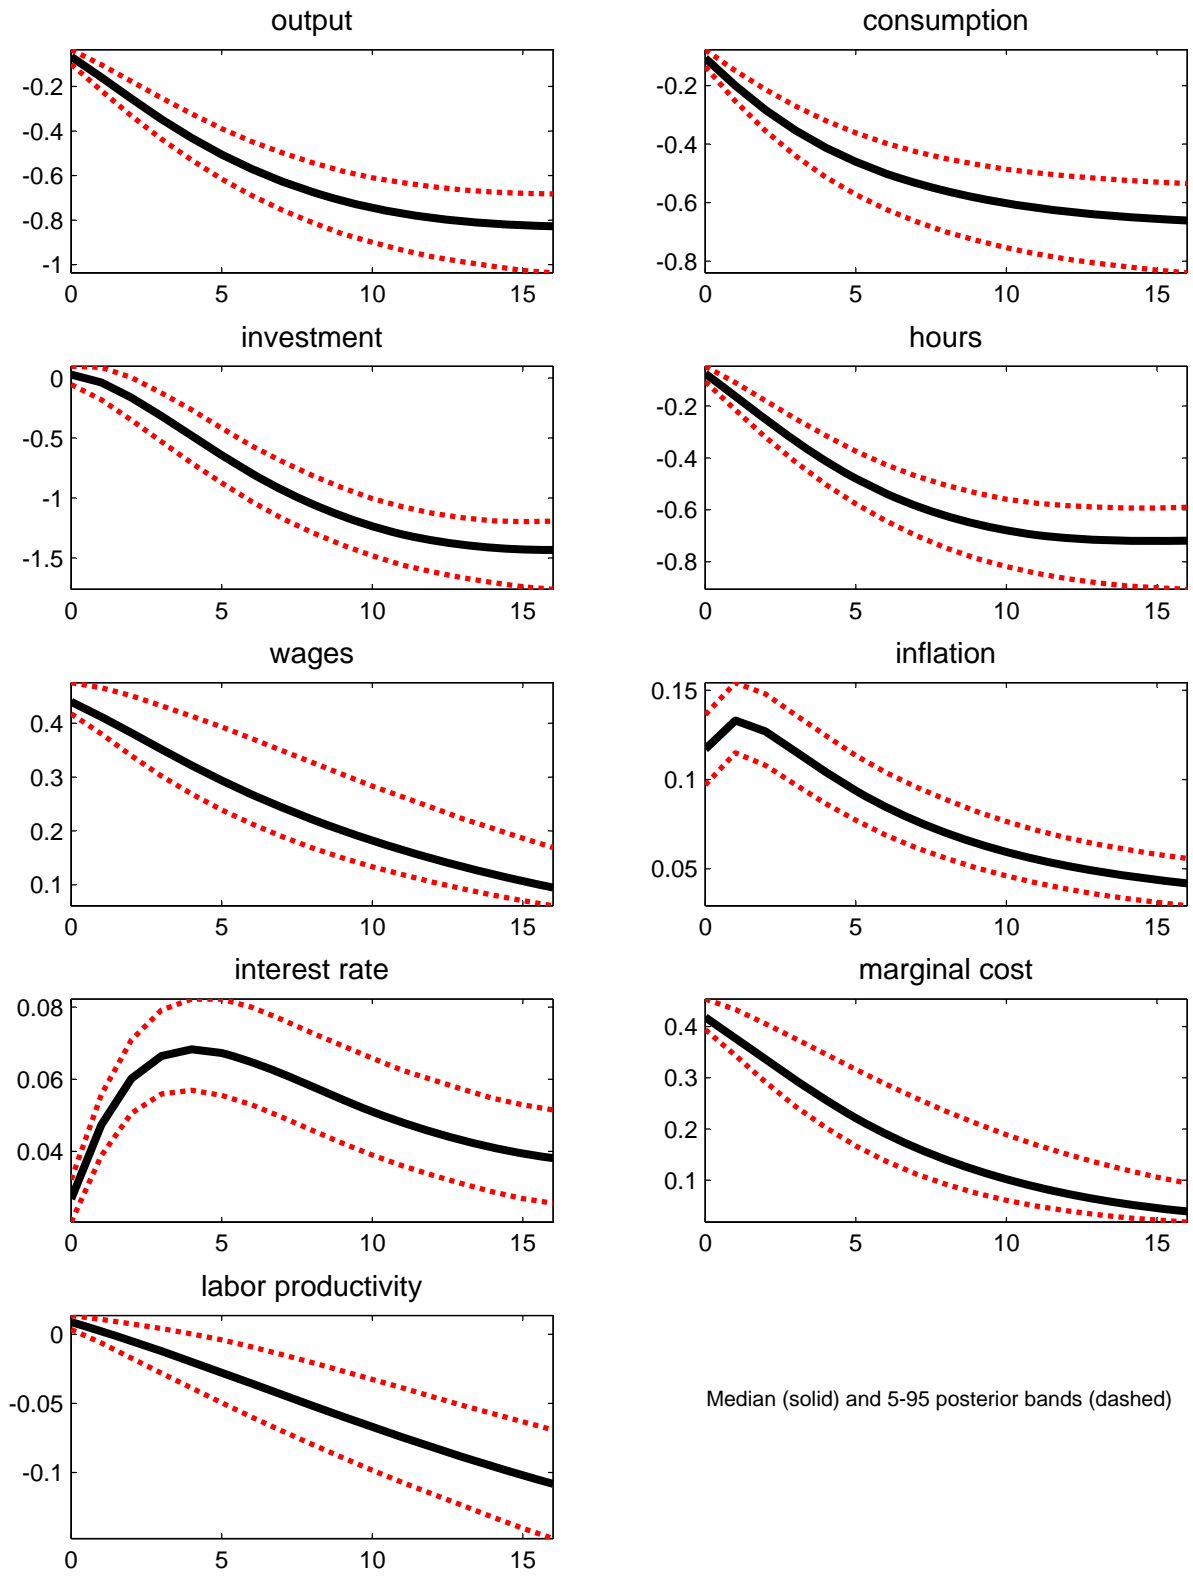 output
-0.2
-0.4
-0.6
-0.8
-1
0 5 10 15
consumption
-0.2
-0.4
-0.6
-0.8
0 5 10 15
investment
0
-0.5
-1
-1.5
0 5 10 15
hours
-0.2
-0.4
-0.6
-0.8
0 5 10 15
wages
0.4
0.3
0.2
0.1
0 5 10 15
inflation
0.15
0.1
0.05
0 5 10 15
interest rate
0.08
0.06
0.04
0 5 10 15
marginal cost
0.4
0.3
0.2
0.1
0 5 10 15
labor productivity
0
-0.05
-0.1
0 5 10 15
Median (solid) and 5-95 posterior bands (dashed)